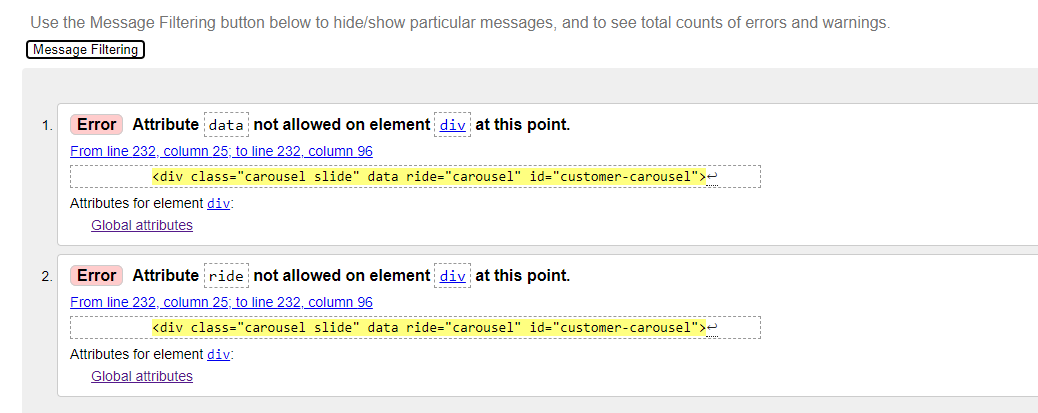 Use the Message Filtering button below to hide/show particular messages, and to see total counts of errors and warnings.
Message Filtering
1. Error Attribute data not allowed on element div at this point.
From line 232, column 25; to line 232, column 96
<div class="carousel slide" data ride="carousel" id="customer-carousel">↩
Attributes for element div:
Global attributes
2. Error Attribute ride not allowed on element div at this point.
From line 232, column 25; to line 232, column 96
<div class="carousel slide" data ride="carousel" id="customer-carousel">↩
Attributes for element div:
Global attributes